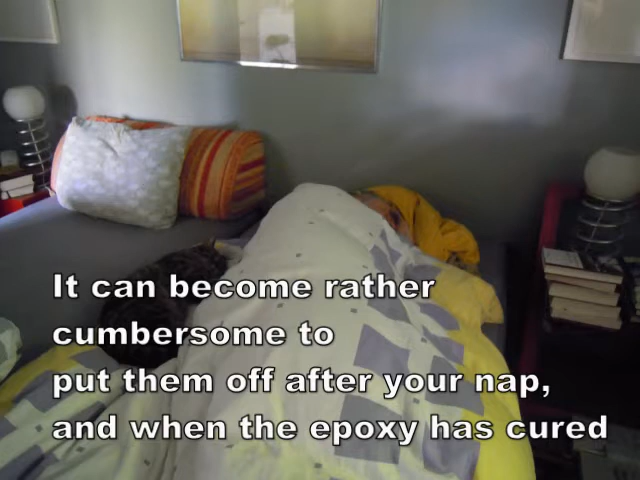 It can become rather
cumbersome to
put them off after your nap,
and when the epoxy has cured